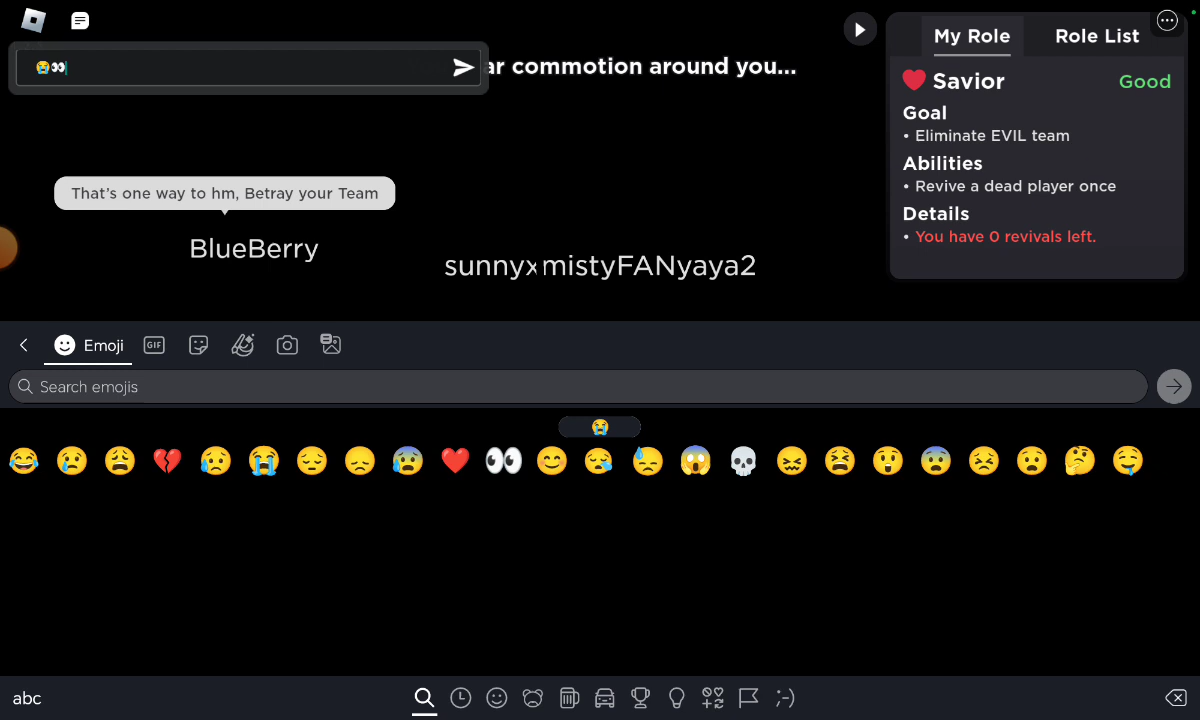 😭👀
ar commotion around you...
My Role
Role List
Savior
Good
Goal
• Eliminate EVIL team
Abilities
• Revive a dead player once
Details
• You have 0 revivals left.
That's one way to hm, Betray your Team
BlueBerry
sunnyx
mistyFANyaya2
Emoji
GIF
Search emojis
abc